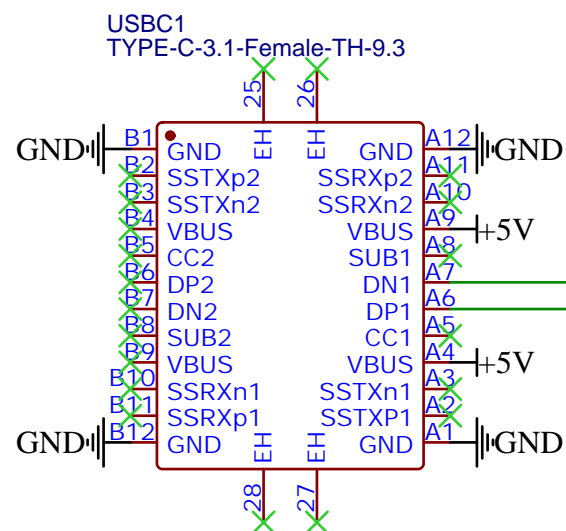 USBC1
TYPE-C-3.1-Female-TH-9.3
25 26
EH EH
GND B1 GND GND A12 GND
B2 SSTXp2 SSRXp2 A11
B3 SSTXn2 SSRXn2 A10
B4 VBUS VBUS A9 +5V
B5 CC2 SUB1 A8
B6 DP2 DN1 A7
B7 DN2 DP1 A6
B8 SUB2 CC1 A5
B9 VBUS VBUS A4 +5V
B10 SSRXn1 SSTXn1 A3
B11 SSRXp1 SSTXP1 A2
GND B12 GND GND A1 GND
EH EH
28 27